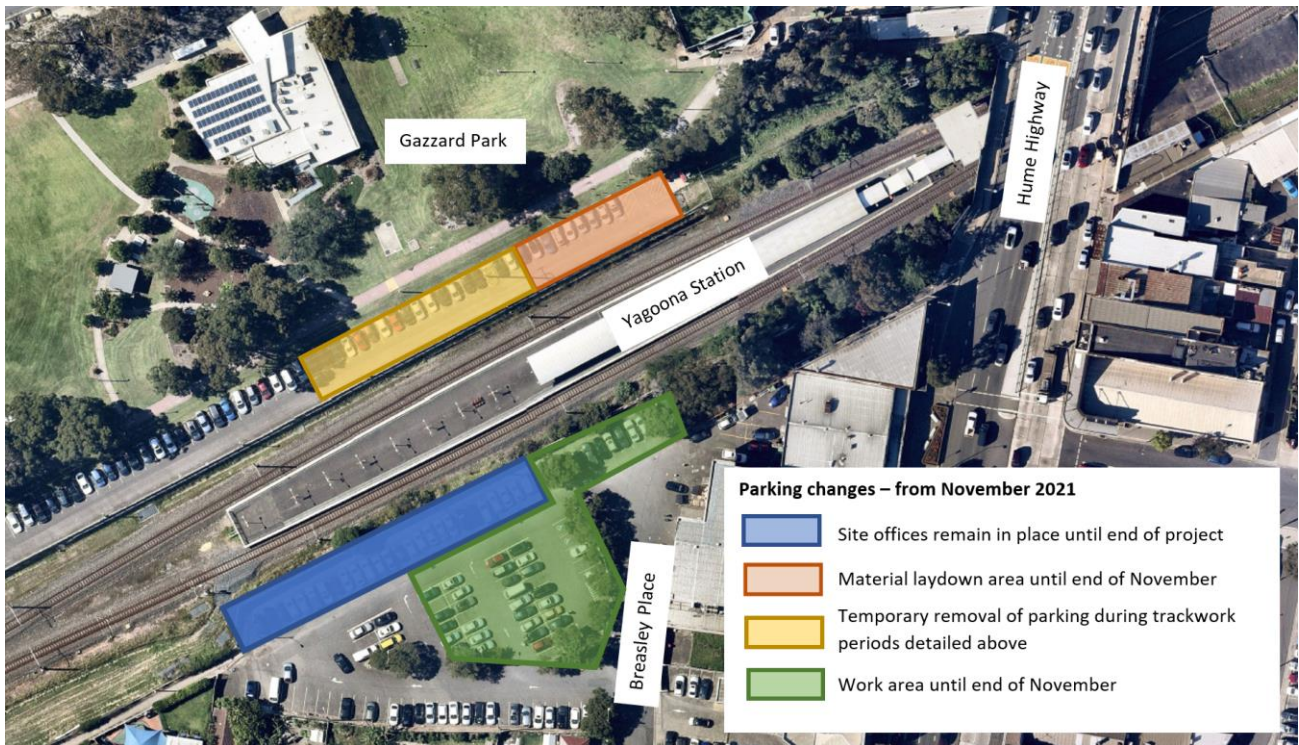 Gazzard Park
Hume Highway
Yagoona Station
Breasley Place
Parking changes – from November 2021
Site offices remain in place until end of project
Material laydown area until end of November
Temporary removal of parking during trackwork
periods detailed above
Work area until end of November